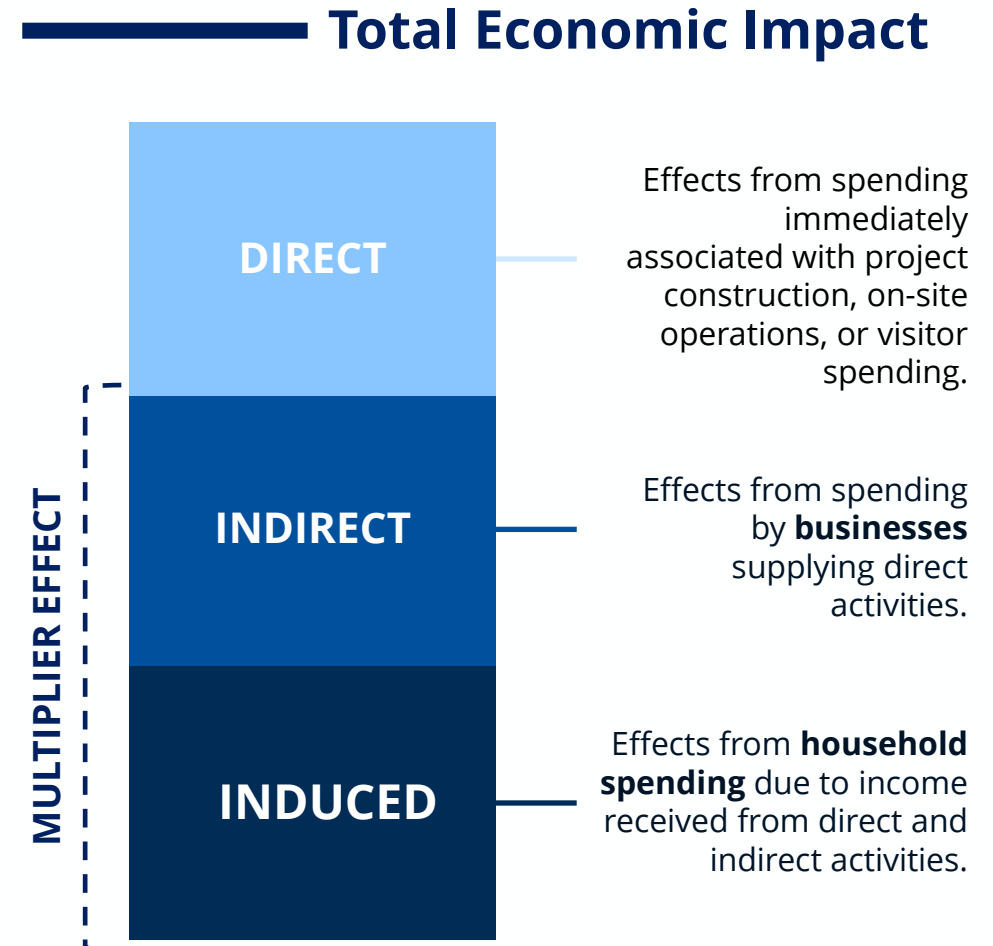 Total Economic Impact
DIRECT
Effects from spending
immediately
associated with project
construction, on-site
operations, or visitor
spending.
MULTIPLIER EFFECT
INDIRECT
Effects from spending
by businesses
supplying direct
activities.
INDUCED
Effects from household
spending due to income
received from direct and
indirect activities.